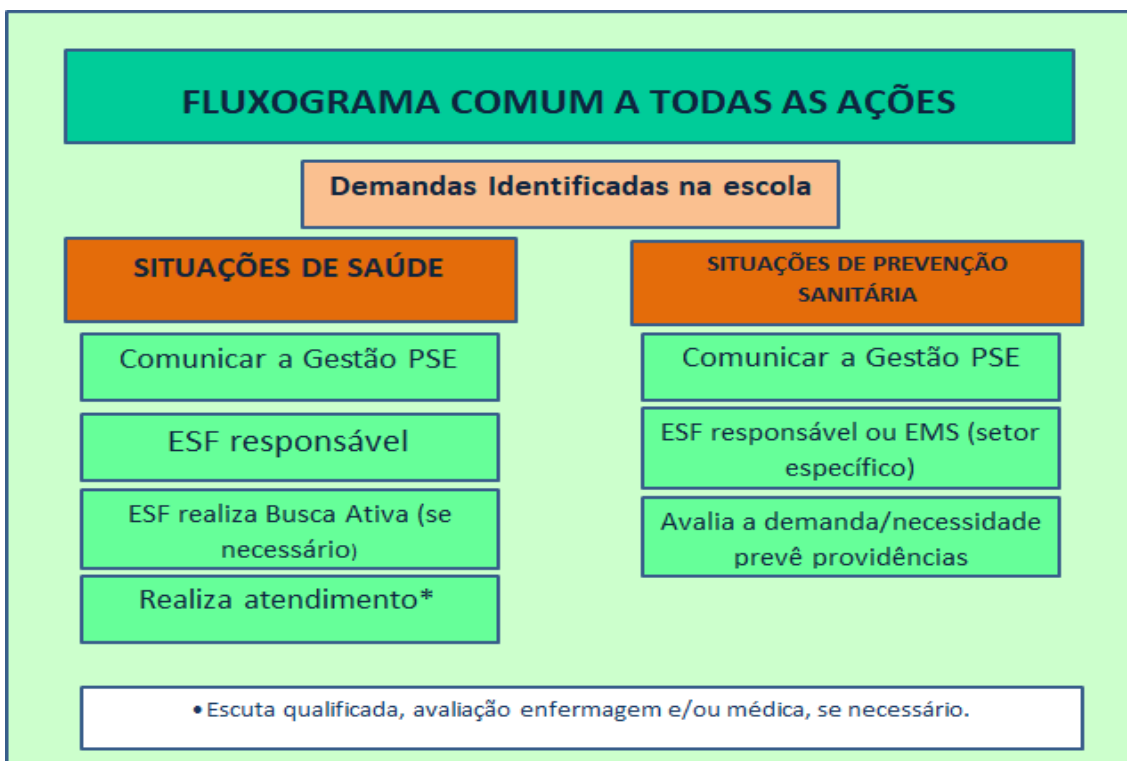 FLUXOGRAMA COMUM A TODAS AS AÇÕES
Demandas Identificadas na escola
SITUAÇÕES DE SAÚDE
Comunicar a Gestão PSE
ESF responsável
ESF realiza Busca Ativa (se
necessário)
Realiza atendimento*
SITUAÇÕES DE PREVENÇÃO
SANITÁRIA
Comunicar a Gestão PSE
ESF responsável ou EMS (setor
específico)
Avalia a demanda/necessidade
prevê providências
• Escuta qualificada, avaliação enfermagem e/ou médica, se necessário.